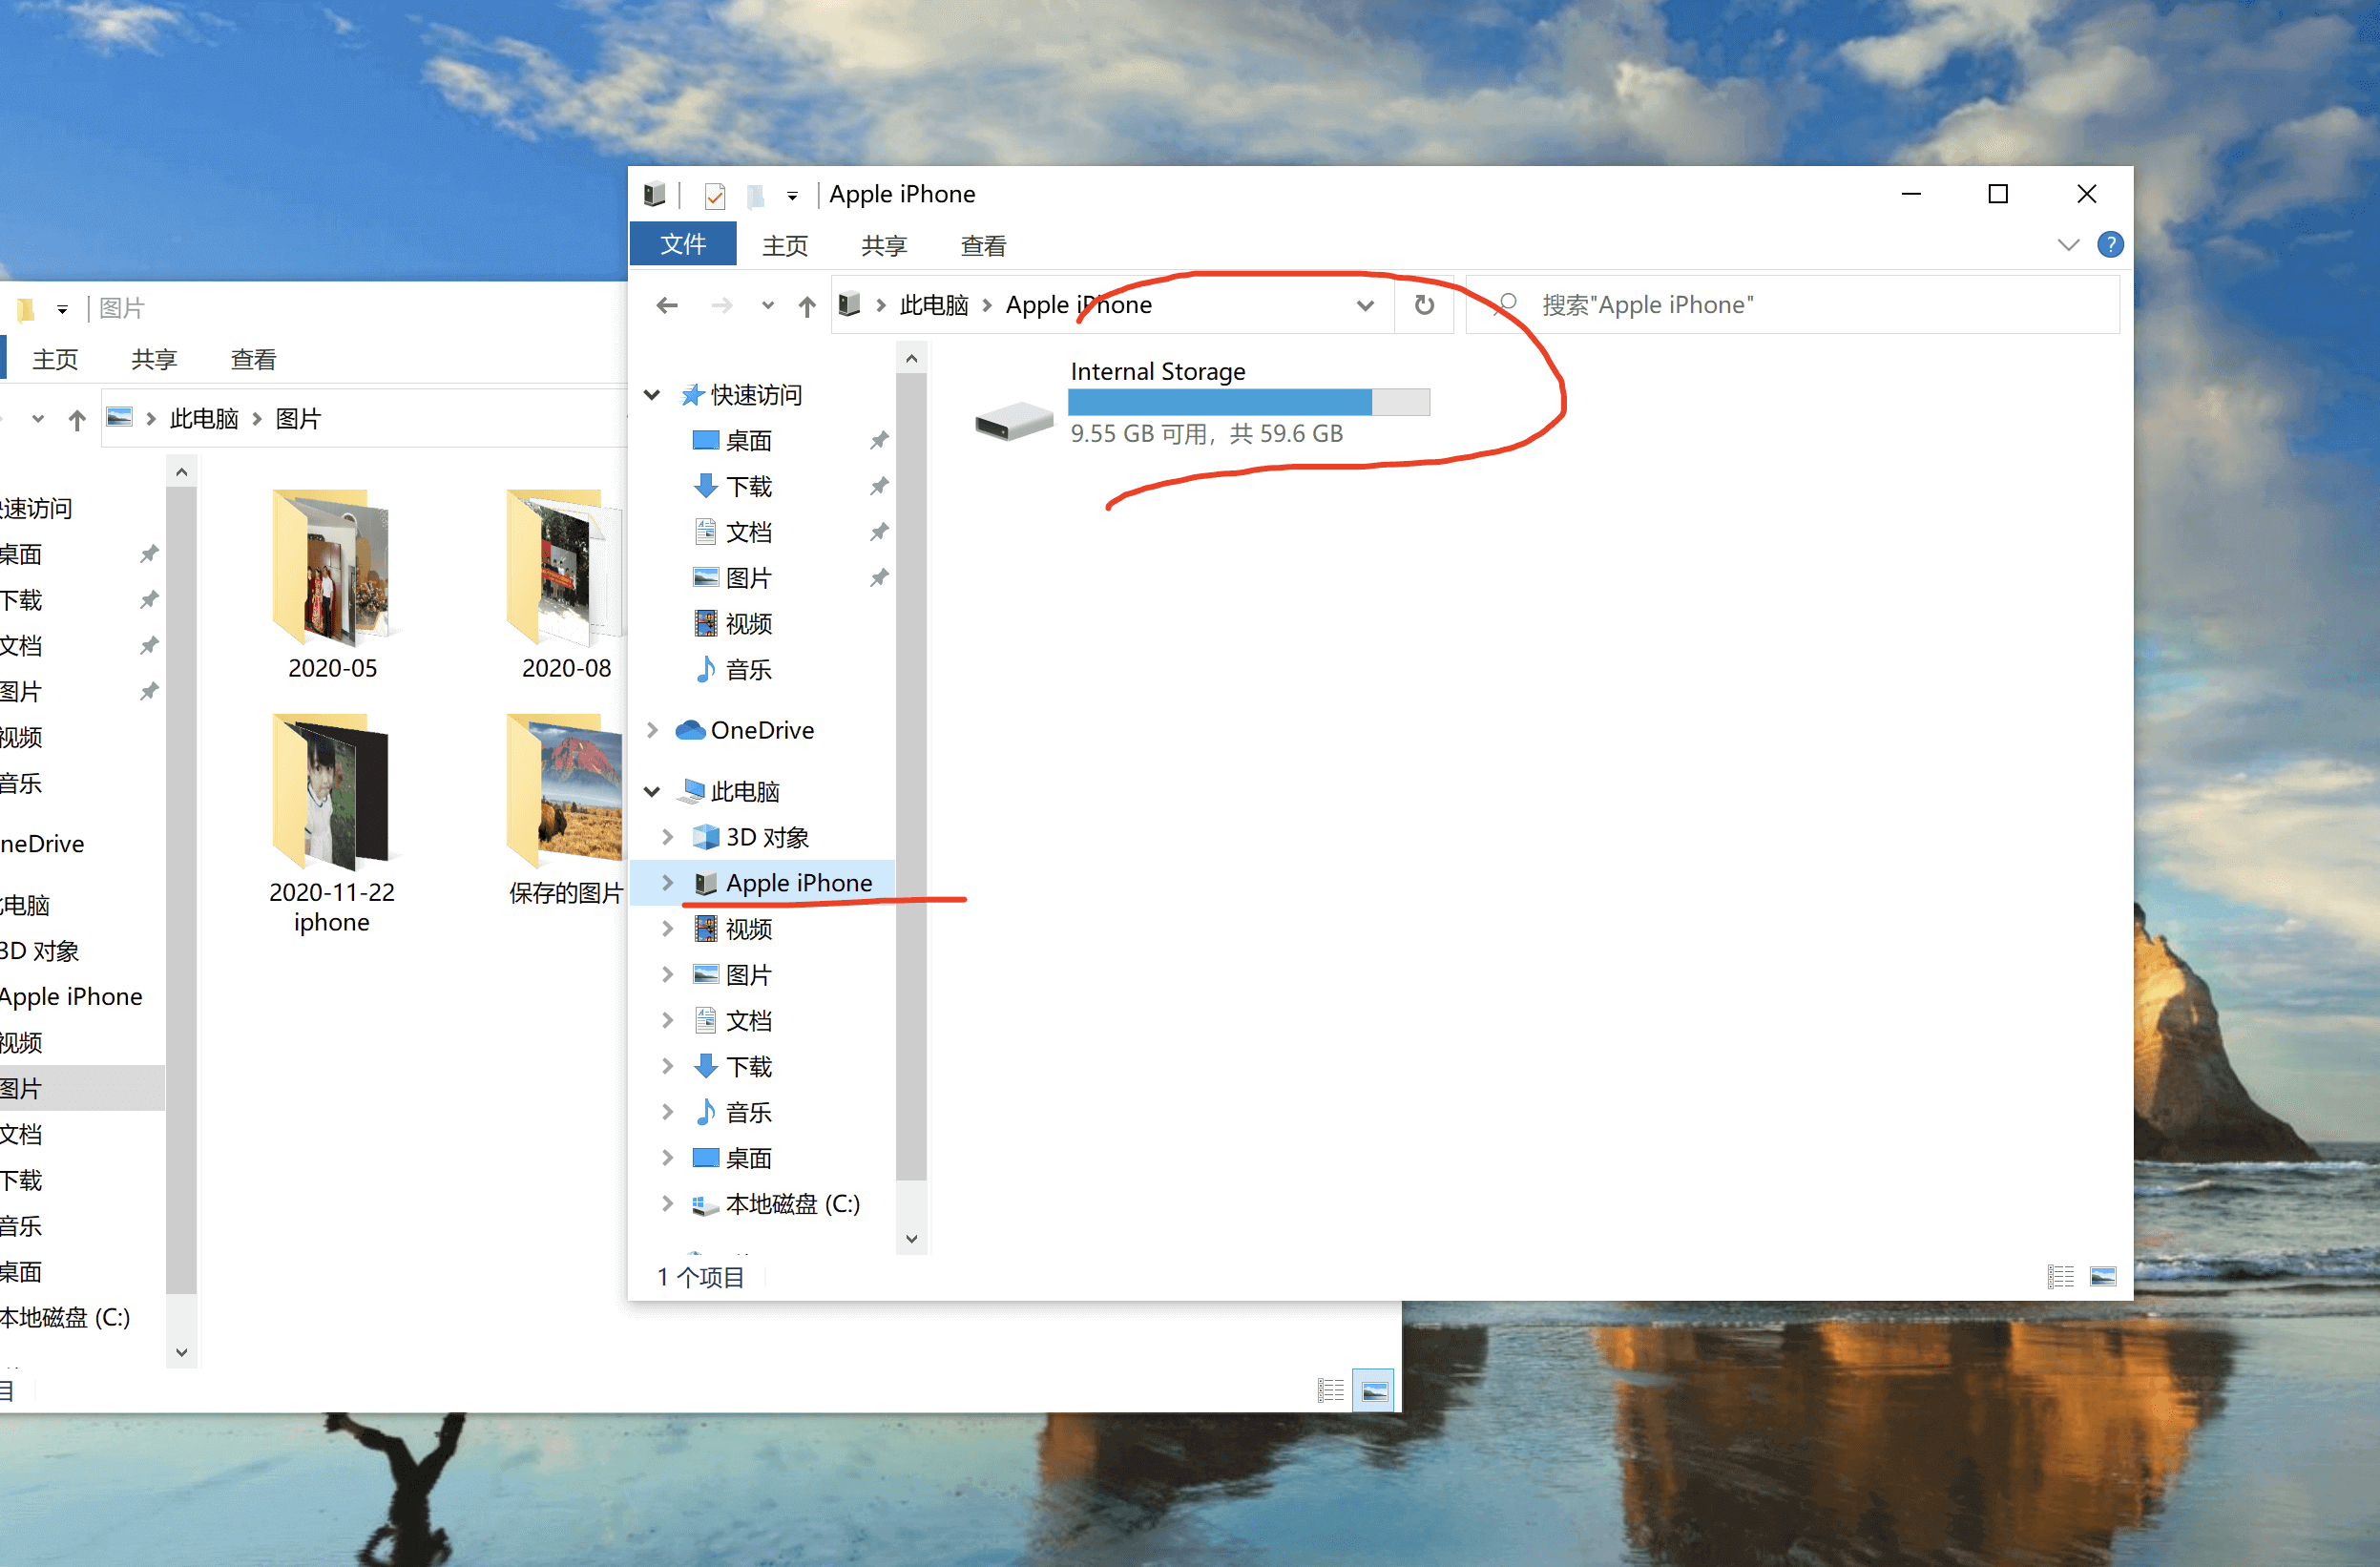 Apple iPhone
文件 主页 共享 查看
此电脑 Apple iPhone
搜索"Apple iPhone"
快速访问
桌面
下载
文档
图片
视频
音乐
OneDrive
此电脑
3D 对象
Apple iPhone
视频
图片
文档
下载
音乐
桌面
本地磁盘 (C:)
1 个项目
Internal Storage
9.55 GB 可用, 共 59.6 GB
图片
主页 共享 查看
此电脑 图片
速访问
桌面
下载
文档
图片
视频
音乐
neDrive
电脑
3D 对象
Apple iPhone
视频
图片
文档
下载
音乐
桌面
本地磁盘 (C:)
目
2020-05
2020-08
2020-11-22
iphone
保存的图片